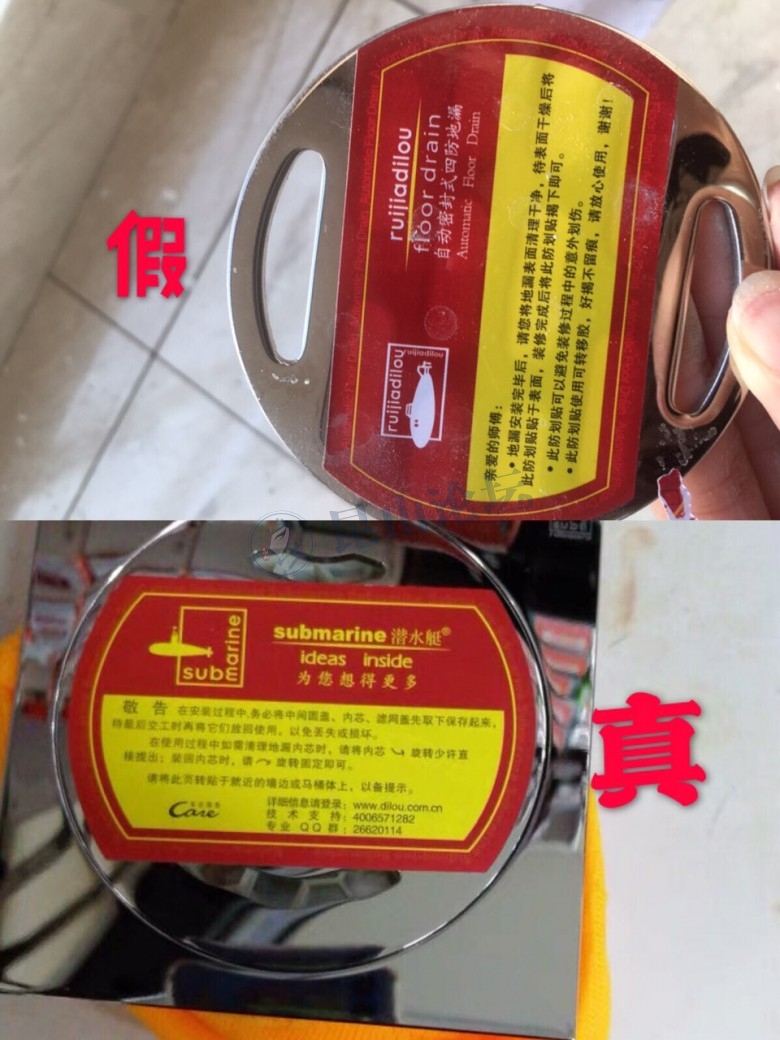 假
ruijiadilou
floor drain
自动密封式四防地漏
Automatic Floor Drain
ruijiadilou
ruijiadilou
亲爱的师傅：
• 地漏安装完毕后，请您将地漏表面清理干净，待表面干燥后将
此防划贴贴于表面，装修完成后将此防划贴揭下即可。
• 此防划贴可以避免装修过程中的意外划伤。
• 此防划贴使用可转移胶，好揭不留痕，请放心使用，谢谢！
真
submarine
submarine 潜水艇®
ideas inside
为您想得更多
敬 告 在安装过程中,务必将中间圆盖、内芯、滤网盖先取下保存起来,
待最后交工时再将它们放回使用，以免丢失或损坏。
在使用过程中如需清理地漏内芯时，请将内芯 旋转少许直
接提出；装回内芯时，请 旋转固定即可。
请将此页转贴于就近的墙边或马桶体上，以备提示。
Care
详细信息请登录：www.dilou.com.cn
技 术 支 持：4006571282
专 业 QQ 群：26620114